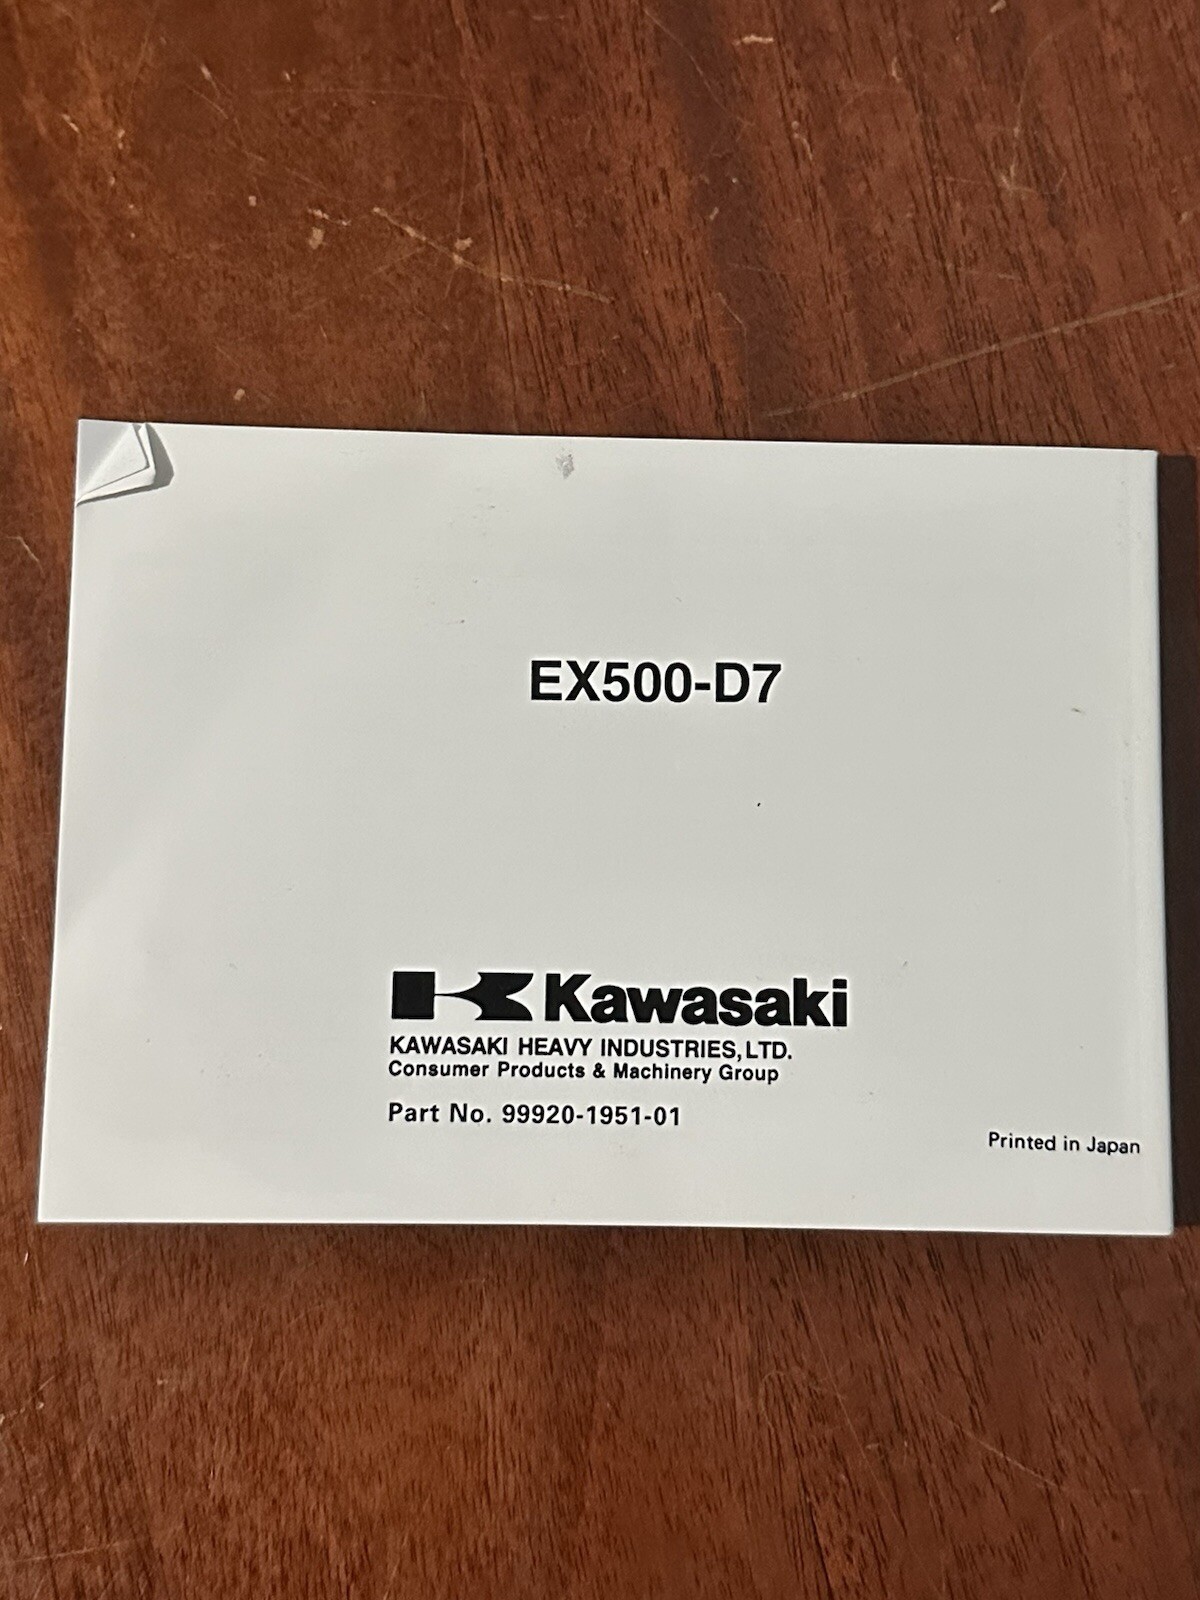 EX500-D7
Kawasaki
KAWASAKI HEAVY INDUSTRIES, LTD.
Consumer Products & Machinery Group
Part No. 99920-1951-01
Printed in Japan